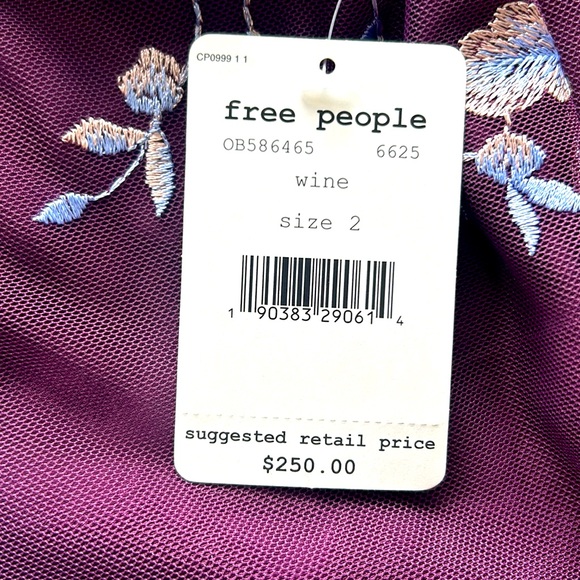 CP0999 1 1
free people
OB586465 6625
wine
size 2
1 90383 29061 4
suggested retail price
$250.00